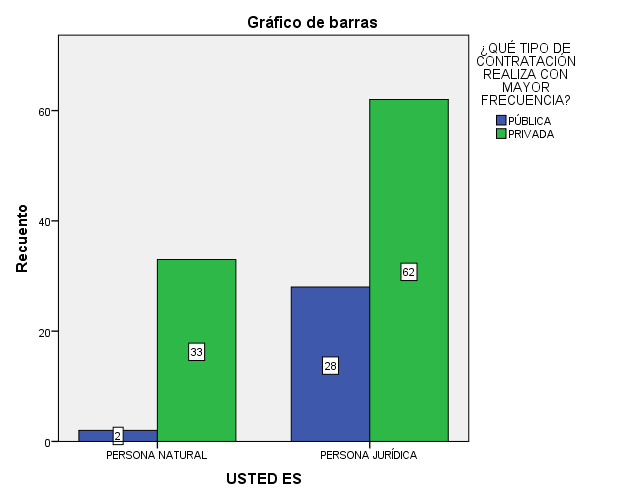 Gráfico de barras
¿QUÉ TIPO DE
CONTRATACIÓN
REALIZA CON
MAYOR
FRECUENCIA?
PÚBLICA
PRIVADA
Recuento
60
40
20
0
2
33
28
62
PERSONA NATURAL
PERSONA JURÍDICA
USTED ES